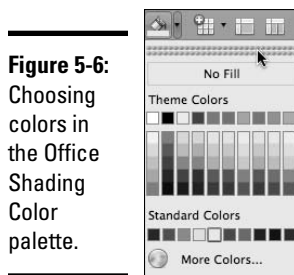 Figure 5-6:
Choosing
colors in
the Office
Shading
Color
palette.
No Fill
Theme Colors
Standard Colors
More Colors...